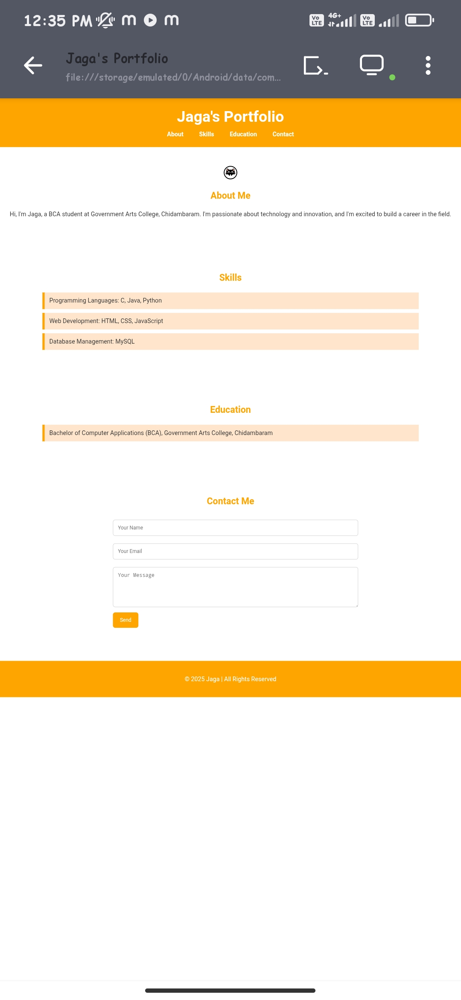 12:35 PM
Vo LTE 4G+ Vo LTE
Jaga's Portfolio
file:///storage/emulated/0/Android/data/com...
Jaga's Portfolio
About Skills Education Contact
About Me
Hi, I'm Jaga, a BCA student at Government Arts College, Chidambaram. I'm passionate about technology and innovation, and I'm excited to build a career in the field.
Skills
Programming Languages: C, Java, Python
Web Development: HTML, CSS, JavaScript
Database Management: MySQL
Education
Bachelor of Computer Applications (BCA), Government Arts College, Chidambaram
Contact Me
Your Name
Your Email
Your Message
Send
© 2025 Jaga | All Rights Reserved